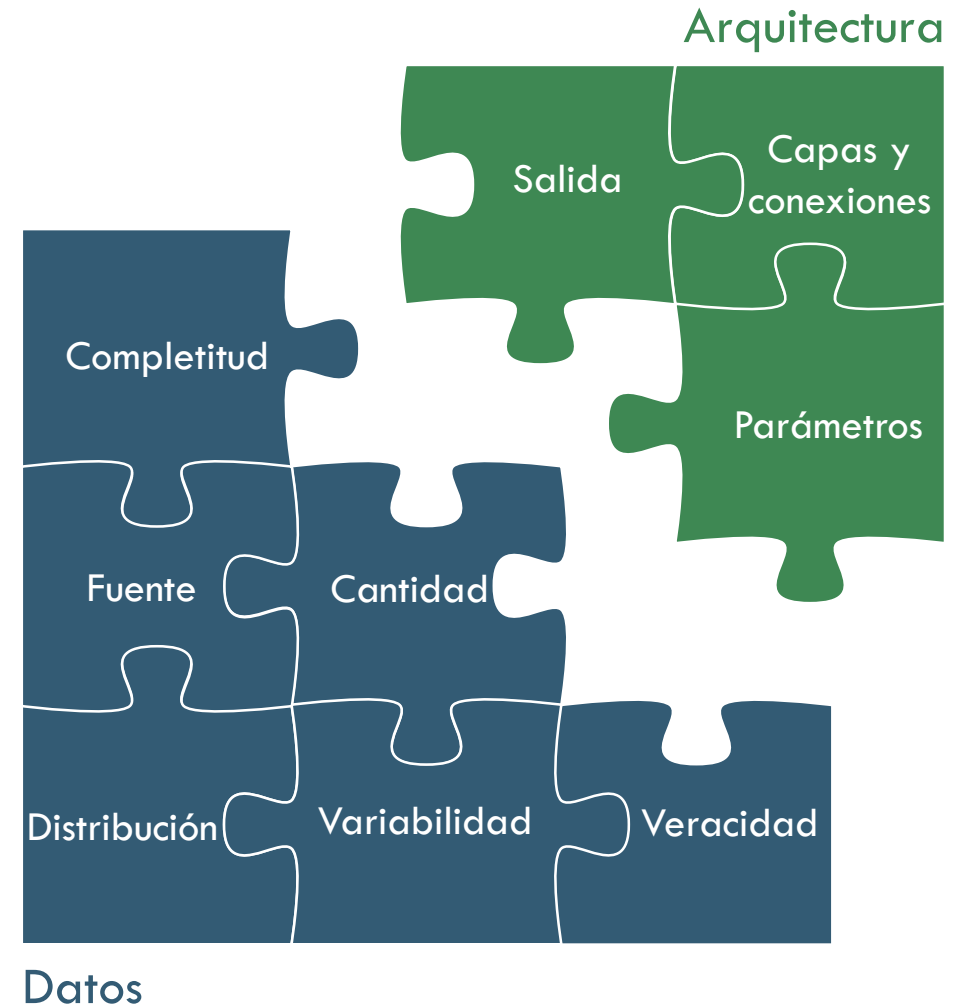 Arquitectura
Salida
Capas y
conexiones
Completitud
Parámetros
Fuente
Cantidad
Distribución
Variabilidad
Veracidad
Datos